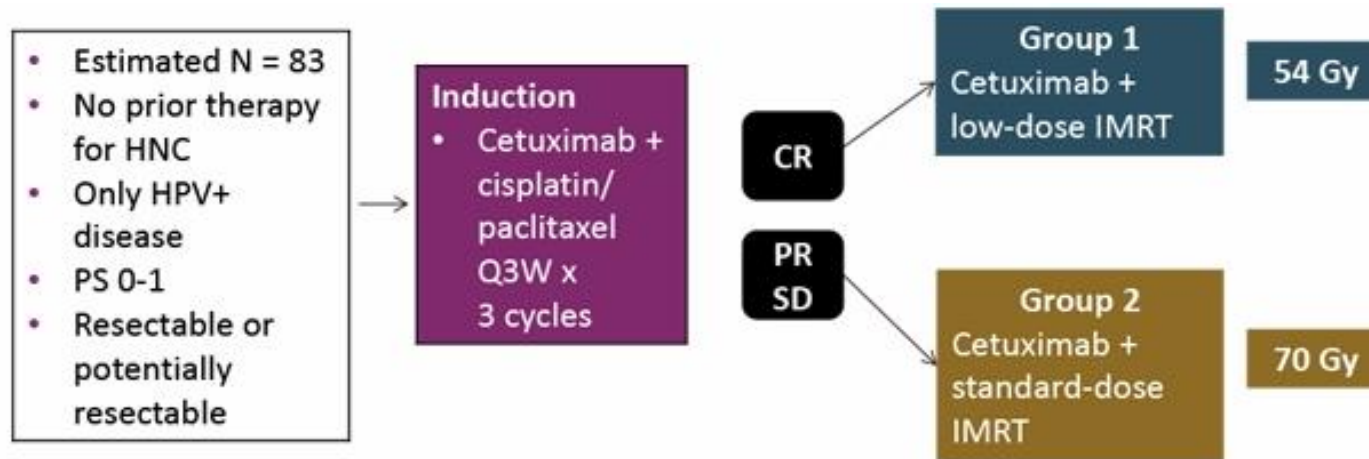 • Estimated N = 83
• No prior therapy
for HNC
• Only HPV+
disease
• PS 0-1
• Resectable or
potentially
resectable
Induction
• Cetuximab +
cisplatin/
paclitaxel
Q3W x
3 cycles
CR
PR
SD
Group 1
Cetuximab +
low-dose IMRT
54 Gy
Group 2
Cetuximab +
standard-dose
IMRT
70 Gy